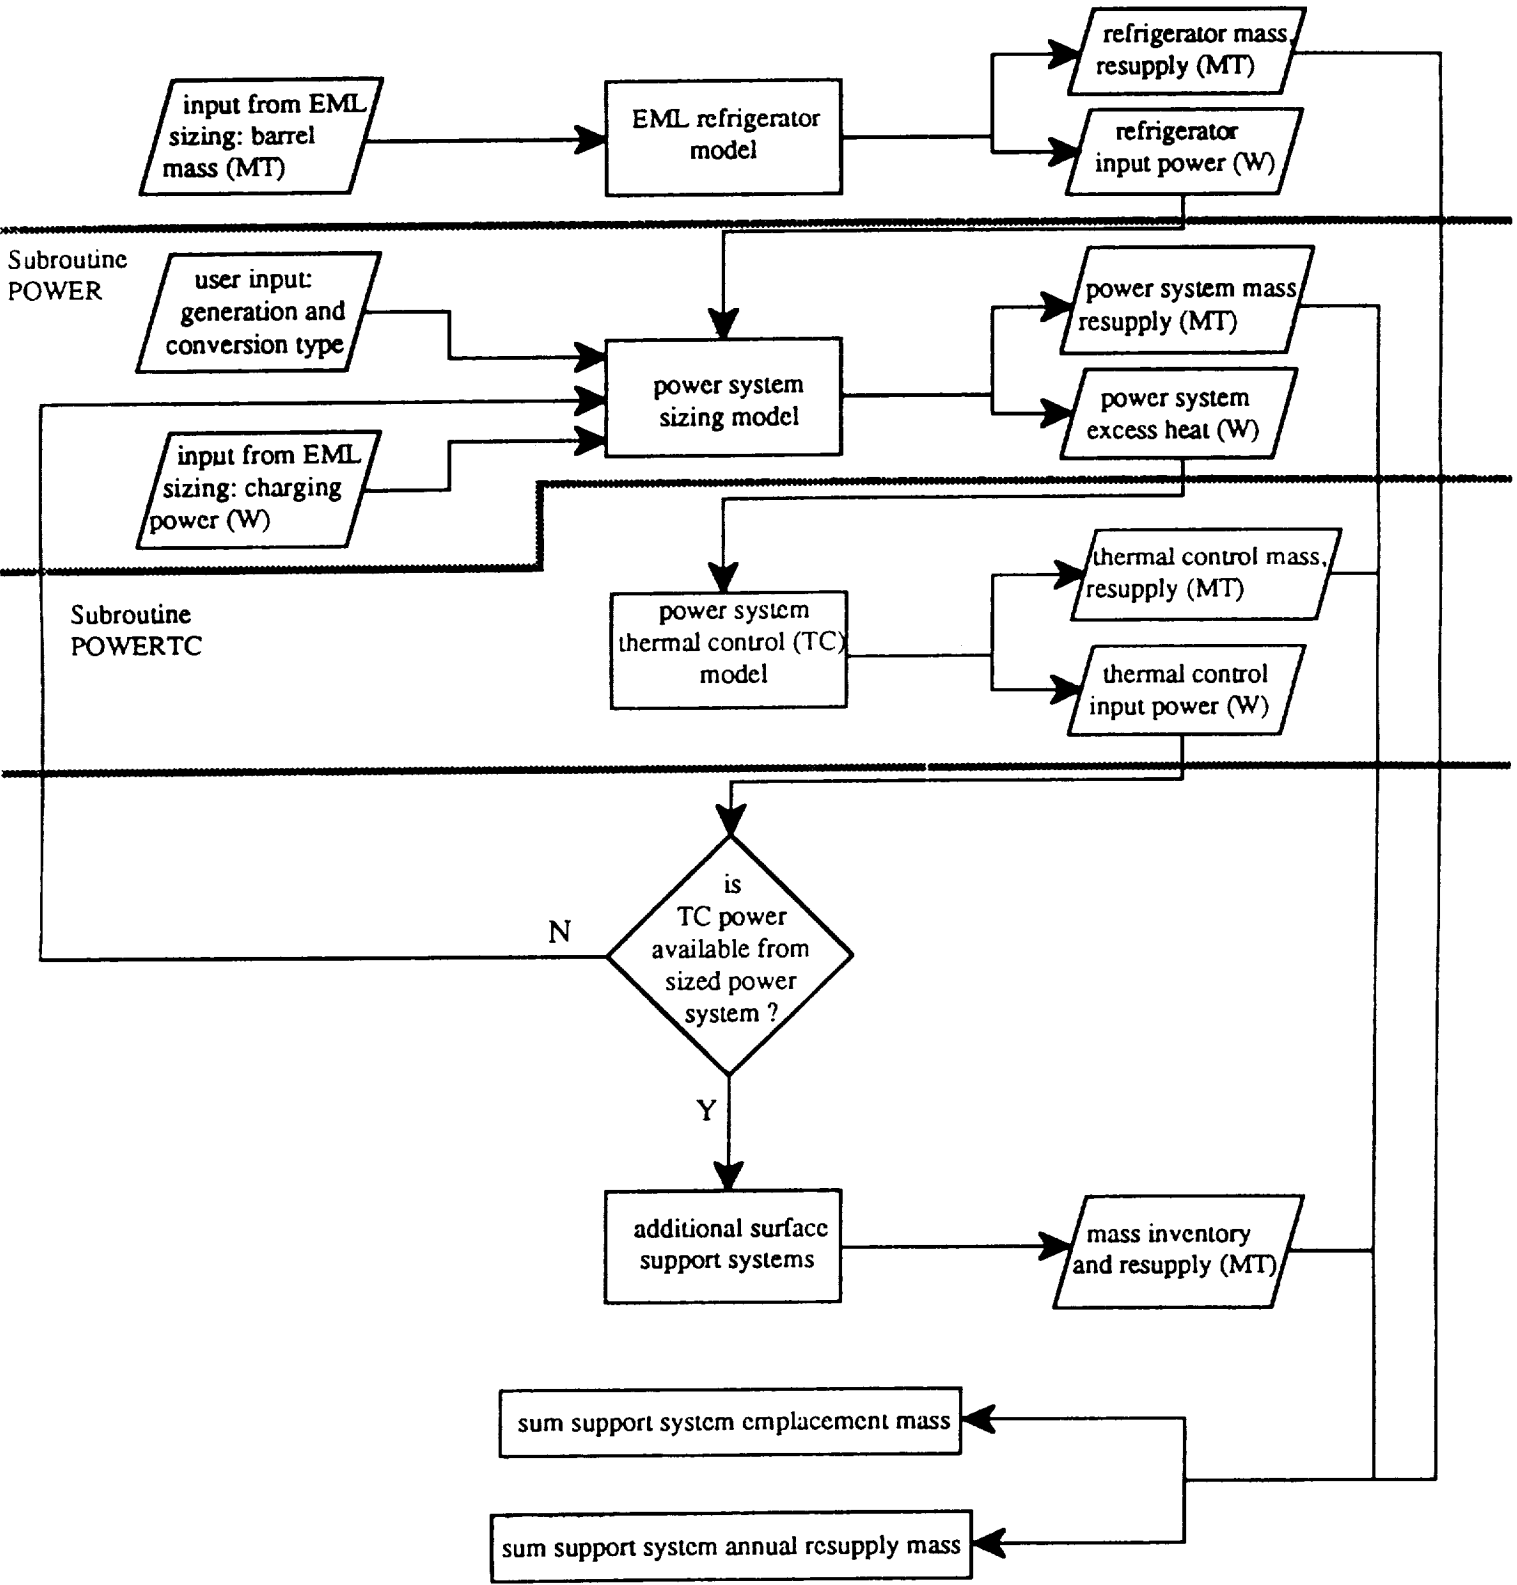 refrigerator mass,
resupply (MT)
input from EML
sizing: barrel
mass (MT)
EML refrigerator
model
refrigerator
input power (W)
Subroutine
POWER
user input:
generation and
conversion type
power system mass
resupply (MT)
power system
sizing model
power system
excess heat (W)
input from EML
sizing: charging
power (W)
thermal control mass,
resupply (MT)
Subroutine
POWERTC
power system
thermal control (TC)
model
thermal control
input power (W)
is
TC power
available from
sized power
system ?
N
Y
additional surface
support systems
mass inventory
and resupply (MT)
sum support system emplacement mass
sum support system annual resupply mass